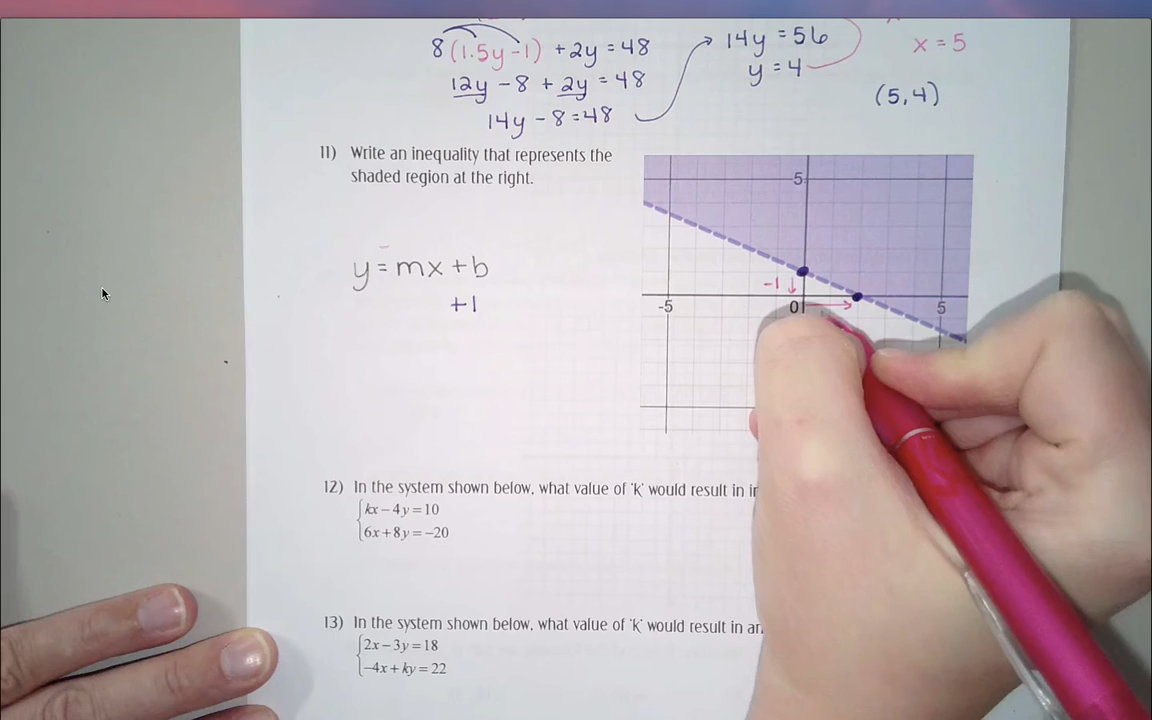 8(1.5y-1) +2y = 48
12y - 8 + 2y = 48
14y - 8 = 48
14y = 56
y = 4
x = 5
(5,4)
11) Write an inequality that represents the
shaded region at the right.
y = mx + b
+1
5
-1
-5
0
5
12) In the system shown below, what value of 'k' would result in
kx - 4y = 10
6x + 8y = -20
13) In the system shown below, what value of 'k' would result in
2x - 3y = 18
-4x + ky = 22